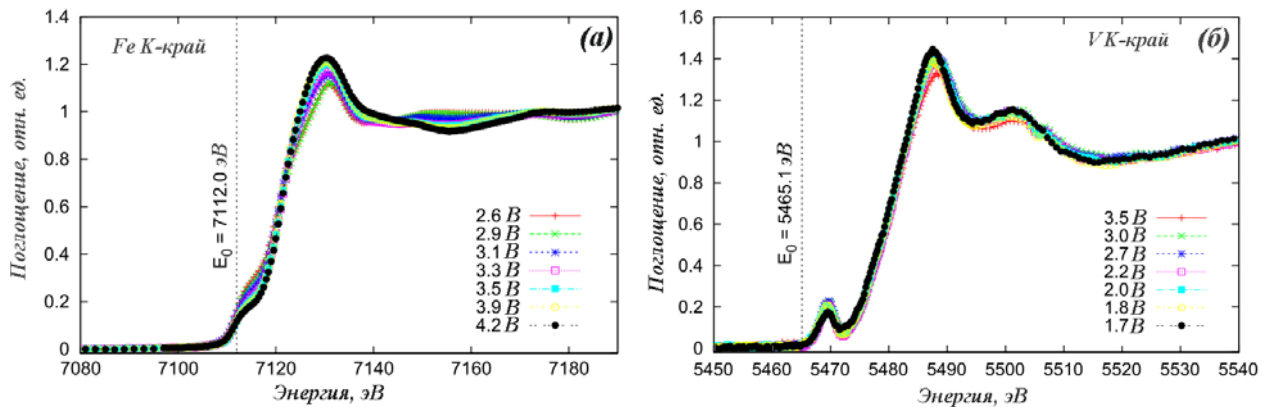 Fe K-край
(а)
Поглощение, отн. ед.
1.4
1.2
1
0.8
0.6
0.4
0.2
0
E0 = 7112.0 эВ
2.6 В
2.9 В
3.1 В
3.3 В
3.5 В
3.9 В
4.2 В
7080 7100 7120 7140 7160 7180
Энергия, эВ
V K-край
(б)
Поглощение, отн. ед.
1.6
1.4
1.2
1
0.8
0.6
0.4
0.2
0
E0 = 5465.1 эВ
3.5 В
3.0 В
2.7 В
2.2 В
2.0 В
1.8 В
1.7 В
5450 5460 5470 5480 5490 5500 5510 5520 5530 5540
Энергия, эВ